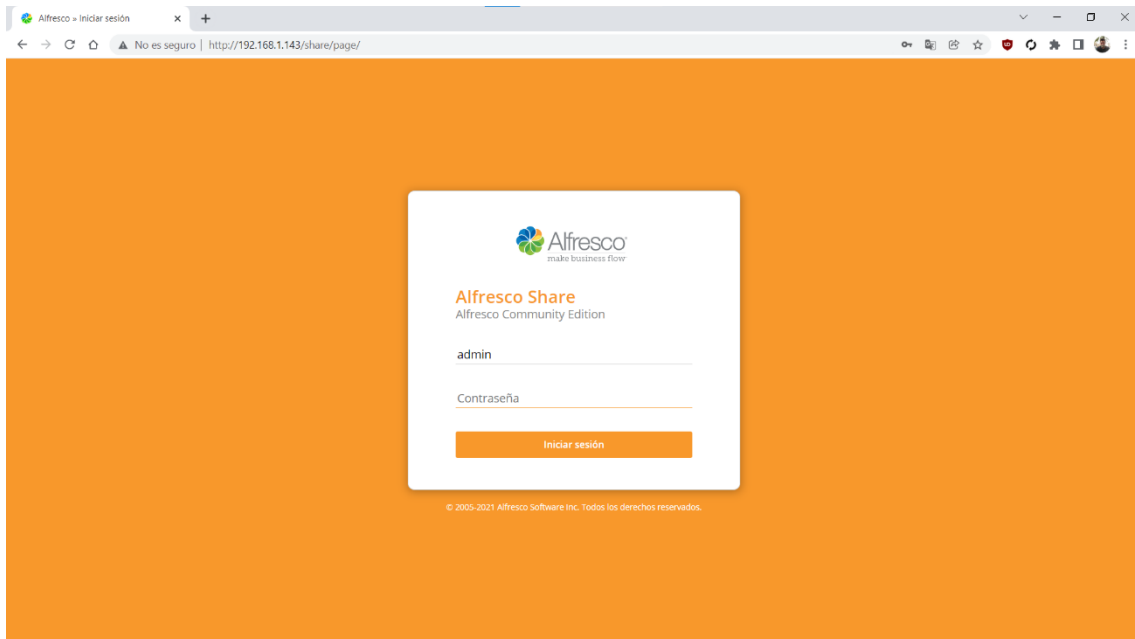 Alfresco » Iniciar sesión
No es seguro | http://192.168.1.143/share/page/
Alfresco
make business flow
Alfresco Share
Alfresco Community Edition
admin
Contraseña
Iniciar sesión
© 2005-2021 Alfresco Software Inc. Todos los derechos reservados.